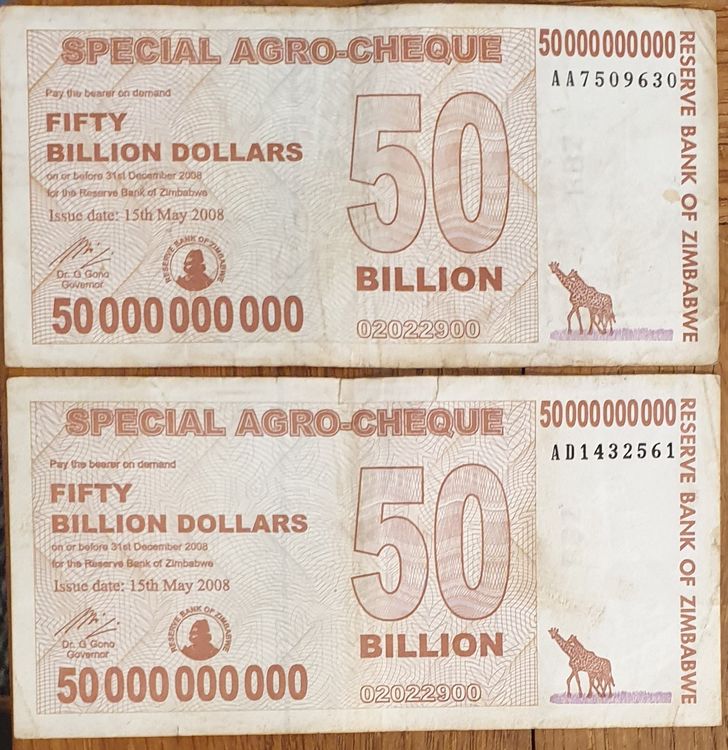 SPECIAL AGRO-CHEQUE
50000000000
AA7509630
Pay the bearer on demand
FIFTY
BILLION DOLLARS
on or before 31st December 2008
for the Reserve Bank of Zimbabwe
Issue date: 15th May 2008
50
BILLION
RESERVE BANK OF ZIMBABWE
Dr. G Gono
Governor
RESERVE BANK OF ZIMBABWE
50 000 000 000
02022900
SPECIAL AGRO-CHEQUE
50000000000
AD1432561
Pay the bearer on demand
FIFTY
BILLION DOLLARS
on or before 31st December 2008
for the Reserve Bank of Zimbabwe
Issue date: 15th May 2008
50
BILLION
RESERVE BANK OF ZIMBABWE
Dr. G Gono
Governor
RESERVE BANK OF ZIMBABWE
50 000 000 000
02022900